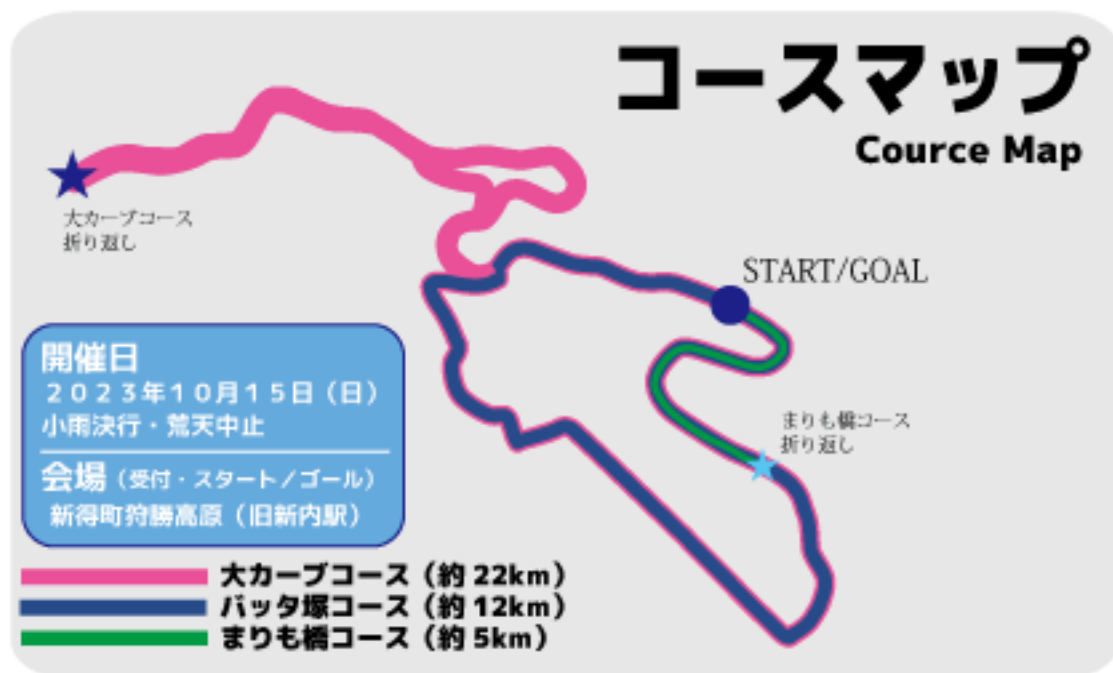 コースマップ
Cource Map
大カーブコース
折り返し
START/GOAL
まりも橋コース
折り返し
開催日
２０２３年１０月１５日（日）
小雨決行・荒天中止
会場（受付・スタート／ゴール）
新得町狩勝高原（旧新内駅）
大カーブコース（約 22km）
バッタ塚コース（約 12km）
まりも橋コース（約 5km）